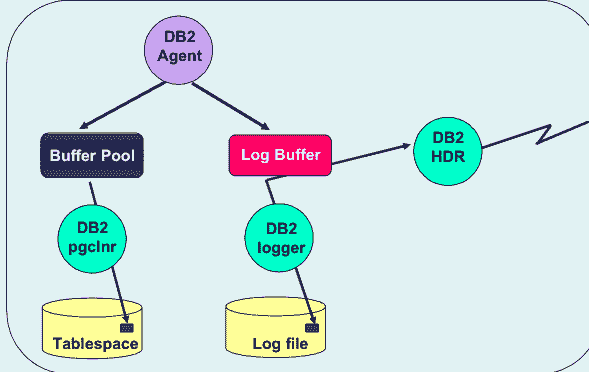 DB2
Agent
Buffer Pool
Log Buffer
DB2
HDR
DB2
pgclnr
DB2
logger
Tablespace
Log file